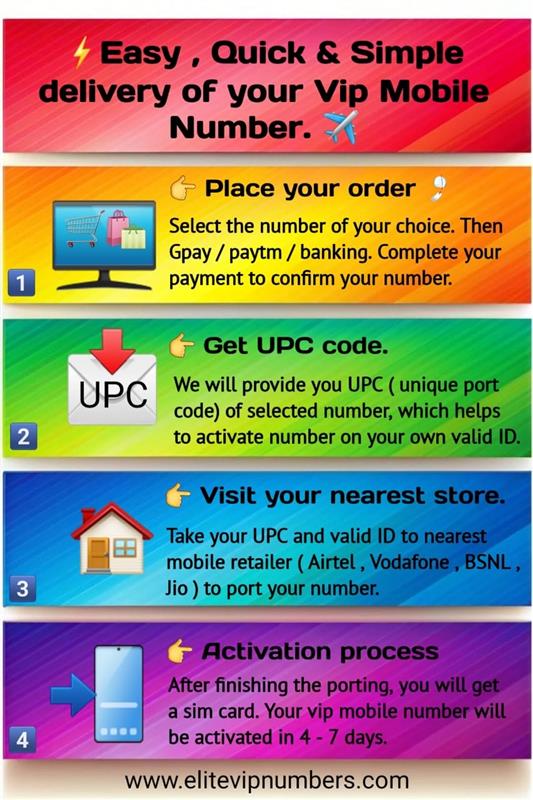 ⚡Easy , Quick & Simple
delivery of your Vip Mobile
Number. ✈️
👉 Place your order
Select the number of your choice. Then
Gpay / paytm / banking. Complete your
payment to confirm your number.
1
👉 Get UPC code.
UPC
We will provide you UPC ( unique port
code) of selected number, which helps
to activate number on your own valid ID.
2
👉 Visit your nearest store.
Take your UPC and valid ID to nearest
mobile retailer ( Airtel , Vodafone , BSNL ,
Jio ) to port your number.
3
👉 Activation process
After finishing the porting, you will get
a sim card. Your vip mobile number will
be activated in 4 - 7 days.
4
www.elitevipnumbers.com